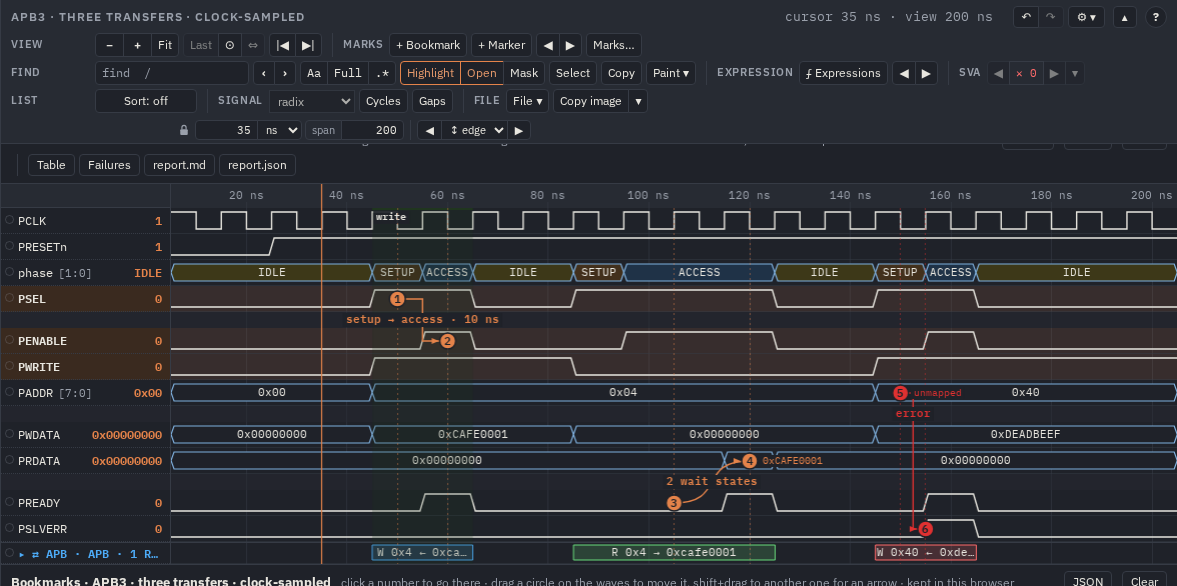 APB3 · THREE TRANSFERS · CLOCK-SAMPLED cursor 35 ns · view 200 ns ↶ ↷ ⚙ ▾ ▲ ?
VIEW − + Fit Last ⊙ ⇔ |◀ ▶| MARKS + Bookmark + Marker ◀ ▶ Marks…
FIND find / ‹ › Aa Full .* Highlight Open Mask Select Copy Paint ▾ EXPRESSION ƒ Expressions ◀ ▶ SVA ◀ × 0 ▶ ▾
LIST Sort: off SIGNAL radix Cycles Gaps FILE File ▾ Copy image ▾
35 ns span 200 ◀ ↕ edge ▶
Table Failures report.md report.json
20 ns 40 ns 60 ns 80 ns 100 ns 120 ns 140 ns 160 ns 180 ns 200 ns
PCLK 1 write
PRESETn 1
phase [1:0] IDLE IDLE SETUP ACCESS IDLE SETUP ACCESS IDLE SETUP ACCESS IDLE
PSEL 0 1
setup → access · 10 ns
PENABLE 0 2
PWRITE 0
PADDR [7:0] 0x00 0x00 0x04 5 unmapped 0x40
error
PWDATA 0x00000000 0x00000000 0xCAFE0001 0x00000000 0xDEADBEEF
PRDATA 0x00000000 0x00000000 4 0xCAFE0001 0x00000000
2 wait states
PREADY 0 3
PSLVERR 0 6
▸ ⇄ APB · APB · 1 R… W 0x4 ← 0xca… R 0x4 → 0xcafe0001 W 0x40 ← 0xde…
Bookmarks · APB3 · three transfers · clock-sampled click a number to go there · drag a circle on the waves to move it, shift+drag to another one for an arrow · kept in this browser JSON Clear